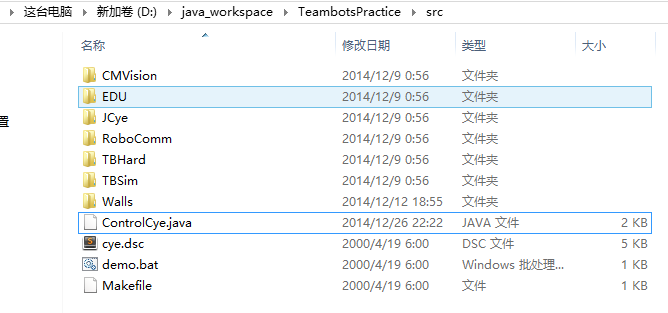 这台电脑 新加卷 (D:) java_workspace TeambotsPractice src
名称 修改日期 类型 大小
CMVision 2014/12/9 0:56 文件夹
EDU 2014/12/9 0:56 文件夹
JCye 2014/12/9 0:56 文件夹
置
RoboComm 2014/12/9 0:56 文件夹
TBHard 2014/12/9 0:56 文件夹
TBSim 2014/12/9 0:56 文件夹
Walls 2014/12/12 18:55 文件夹
ControlCye.java 2014/12/26 22:22 JAVA 文件 2 KB
cye.dsc 2000/4/19 6:00 DSC 文件 5 KB
demo.bat 2000/4/19 6:00 Windows 批处理... 1 KB
Makefile 2000/4/19 6:00 文件 1 KB